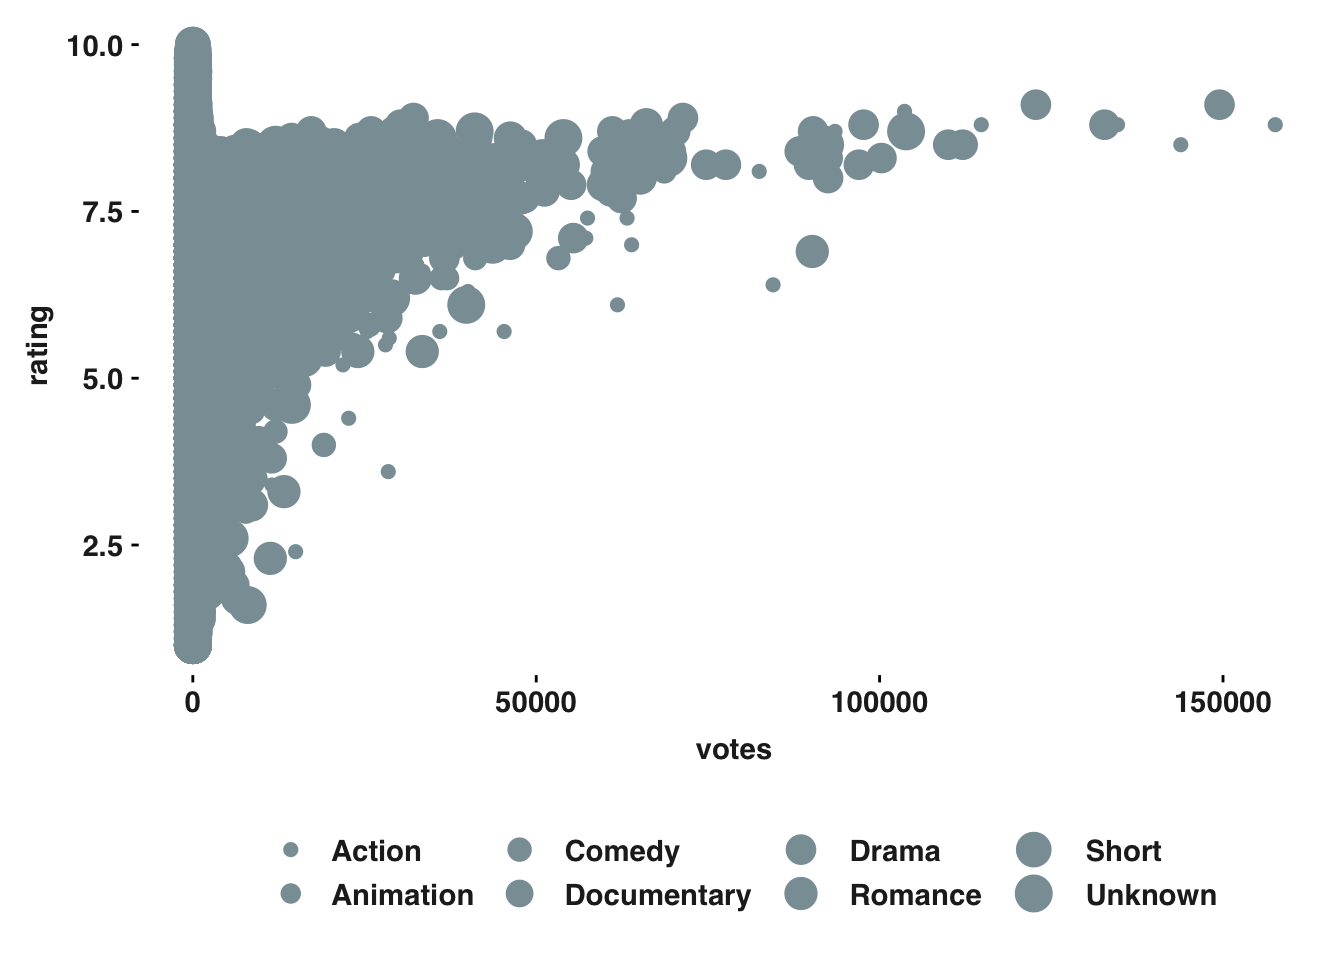 10.0
7.5
5.0
2.5
rating
0 50000 100000 150000
votes
Action Comedy Drama Short
Animation Documentary Romance Unknown